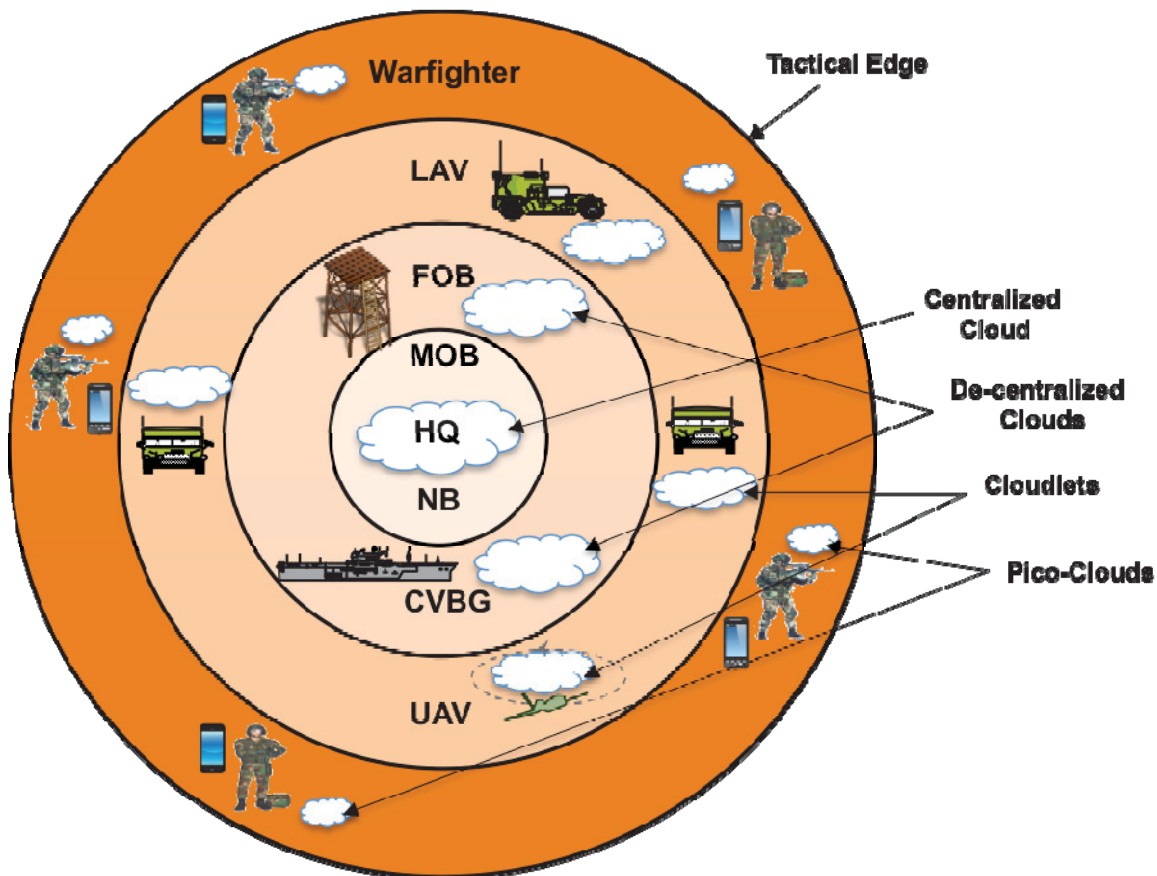 Warfighter
Tactical Edge
LAV
FOB
Centralized
Cloud
MOB
De-centralized
Clouds
HQ
Cloudlets
NB
Pico-Clouds
CVBG
UAV